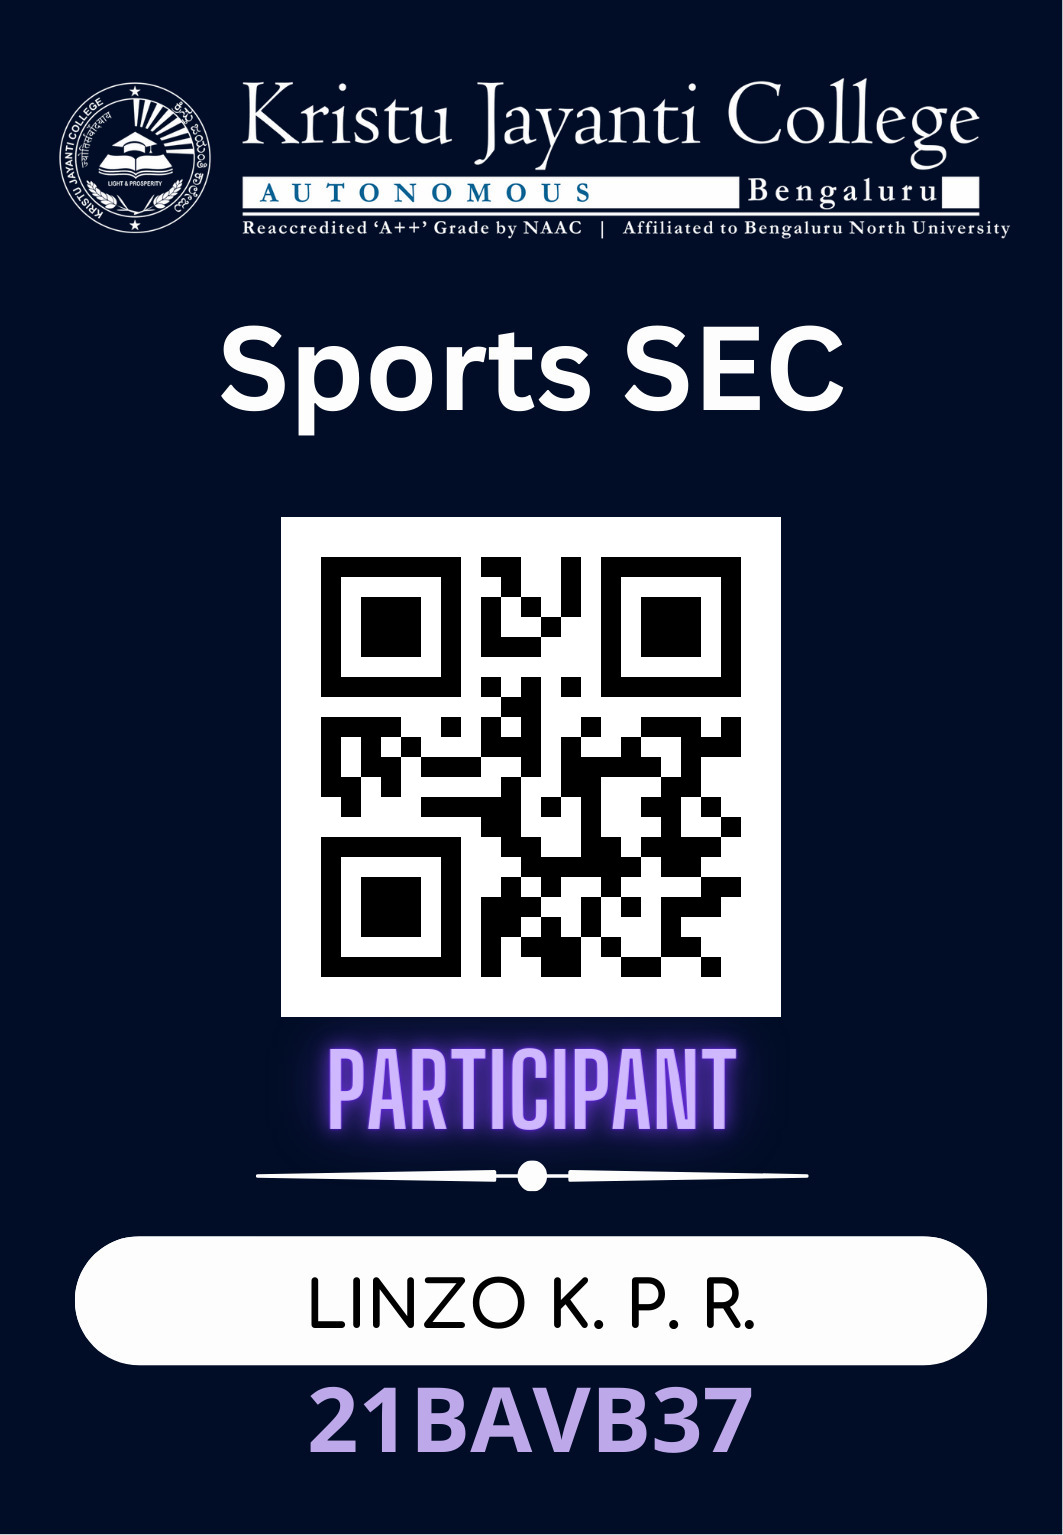 KRISTU JAYANTI COLLEGE
ಕ್ರಿಸ್ತು ಜಯಂತಿ ಕಾಲೇಜು
LIGHT & PROSPERITY
Kristu Jayanti College
AUTONOMOUS Bengaluru
Reaccredited ‘A++’ Grade by NAAC | Affiliated to Bengaluru North University
Sports SEC
PARTICIPANT
LINZO K. P. R.
21BAVB37